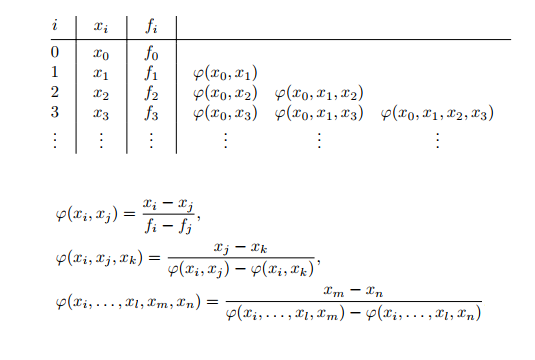 i x_i f_i
0 x_0 f_0
1 x_1 f_1 φ(x_0, x_1)
2 x_2 f_2 φ(x_0, x_2) φ(x_0, x_1, x_2)
3 x_3 f_3 φ(x_0, x_3) φ(x_0, x_1, x_3) φ(x_0, x_1, x_2, x_3)
⋮ ⋮ ⋮ ⋮ ⋮ ⋮
φ(x_i, x_j) = \frac{x_i − x_j}{f_i − f_j},
φ(x_i, x_j, x_k) = \frac{x_j − x_k}{φ(x_i, x_j) − φ(x_i, x_k)},
φ(x_i, . . . , x_l, x_m, x_n) = \frac{x_m − x_n}{φ(x_i, . . . , x_l, x_m) − φ(x_i, . . . , x_l, x_n)}